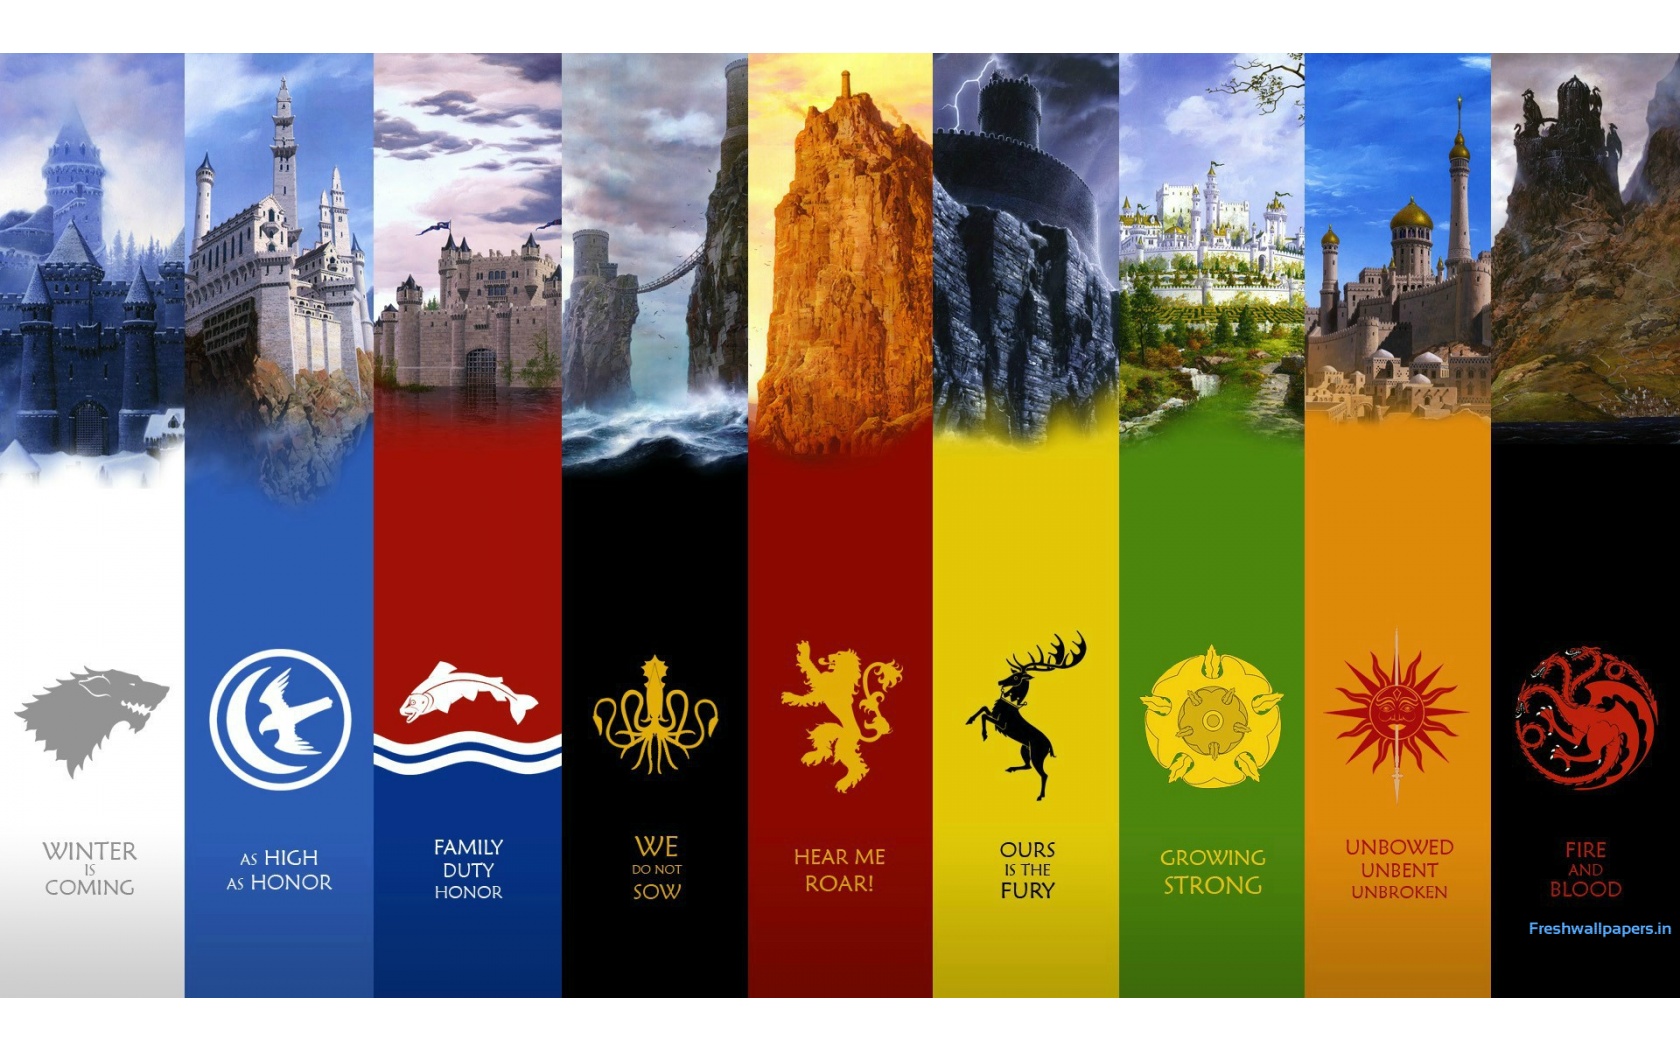 WINTER
IS
COMING
AS HIGH
AS HONOR
FAMILY
DUTY
HONOR
WE
DO NOT
SOW
HEAR ME
ROAR!
OURS
IS THE
FURY
GROWING
STRONG
UNBOWED
UNBENT
UNBROKEN
FIRE
AND
BLOOD
Freshwallpapers.in